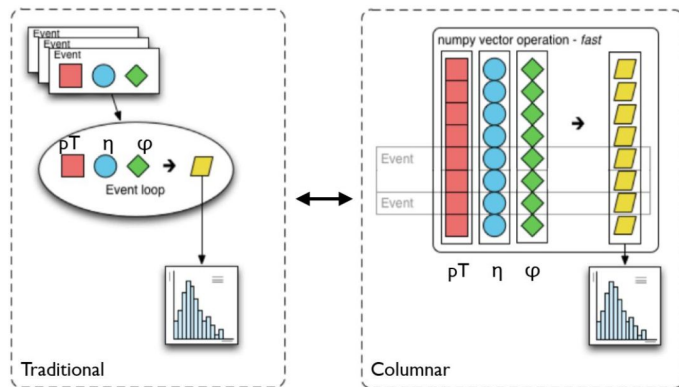 Event
Event
Event
pT η φ
Event loop
Traditional
numpy vector operation - fast
Event
Event
pT η φ
Columnar